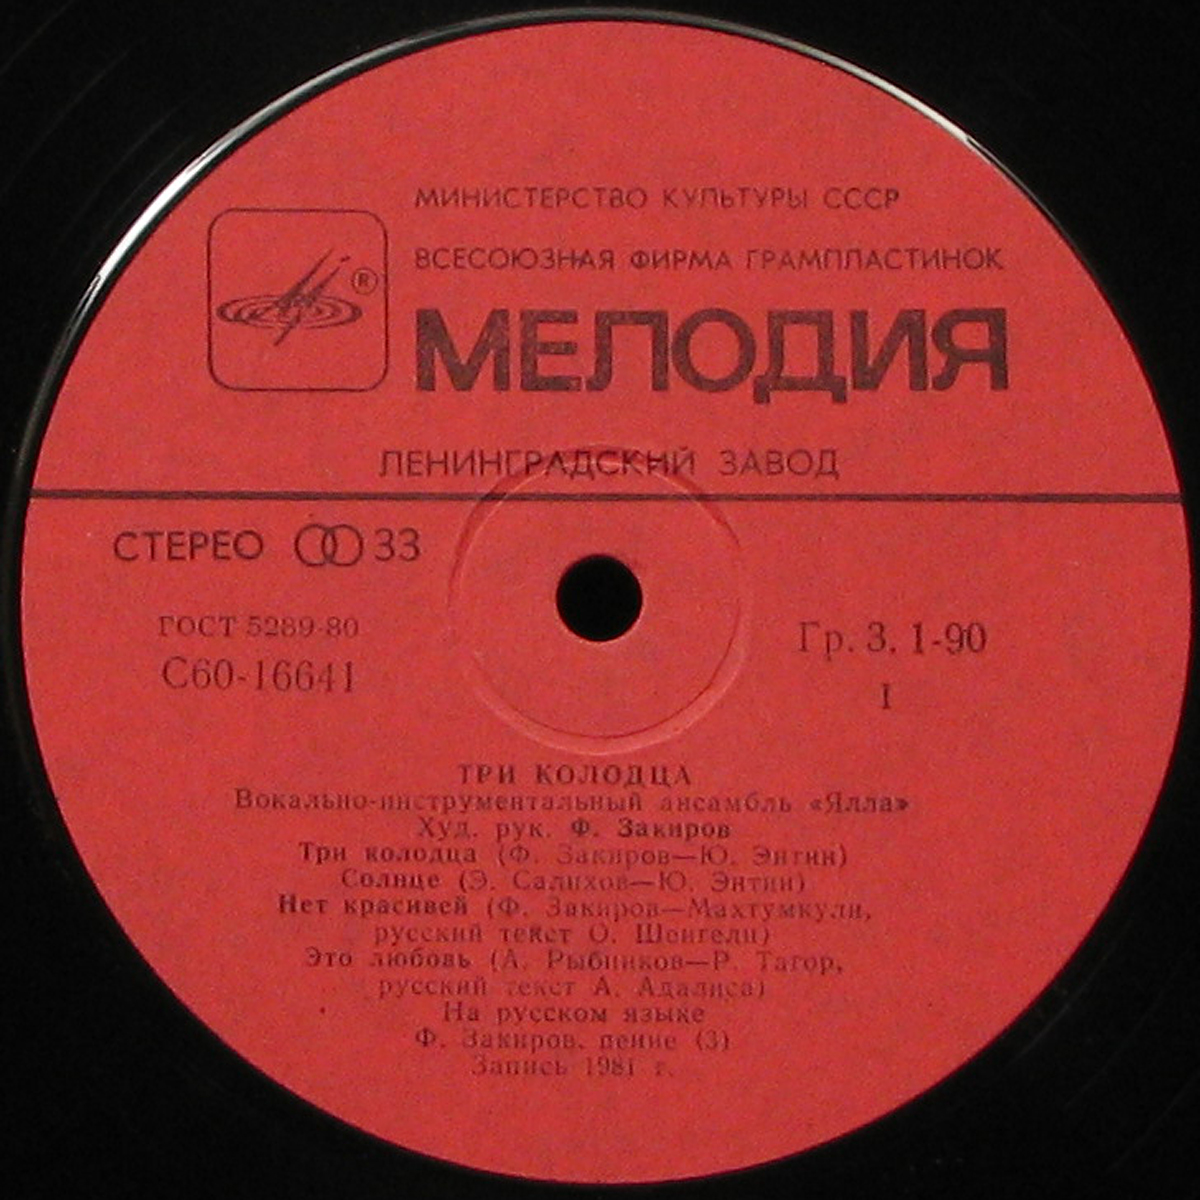 МИНИСТЕРСТВО КУЛЬТУРЫ СССР
ВСЕСОЮЗНАЯ ФИРМА ГРАМПЛАСТИНОК
®
МЕЛОДИЯ
ЛЕНИНГРАДСКИЙ ЗАВОД
СТЕРЕО 33
ГОСТ 5289-80
С60-16641
Гр. 3. 1-90
I
ТРИ КОЛОДЦА
Вокально-инструментальный ансамбль «Ялла»
Худ. рук. Ф. Закиров
Три колодца (Ф. Закиров—Ю. Энтин)
Солнце (Э. Салихов—Ю. Энтин)
Нет красивей (Ф. Закиров—Махтумкули,
русский текст О. Шенгели)
Это любовь (А. Рыбников—Р. Тагор,
русский текст А. Адалиса)
На русском языке
Ф. Закиров, пение (3)
Запись 1981 г.